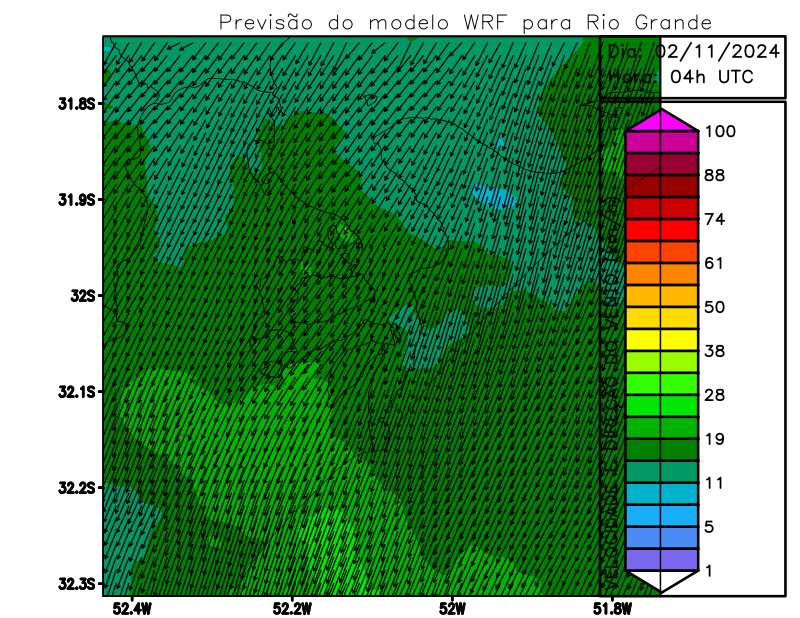 Previsão do modelo WRF para Rio Grande
Dia: 02/11/2024
Hora: 04h UTC
31.8S
31.9S
32S
32.1S
32.2S
32.3S
52.4W
52.2W
52W
51.8W
100
88
74
61
50
38
28
19
11
5
1
VELOCIDADE E DIREÇÃO DO VENTO (km/h)